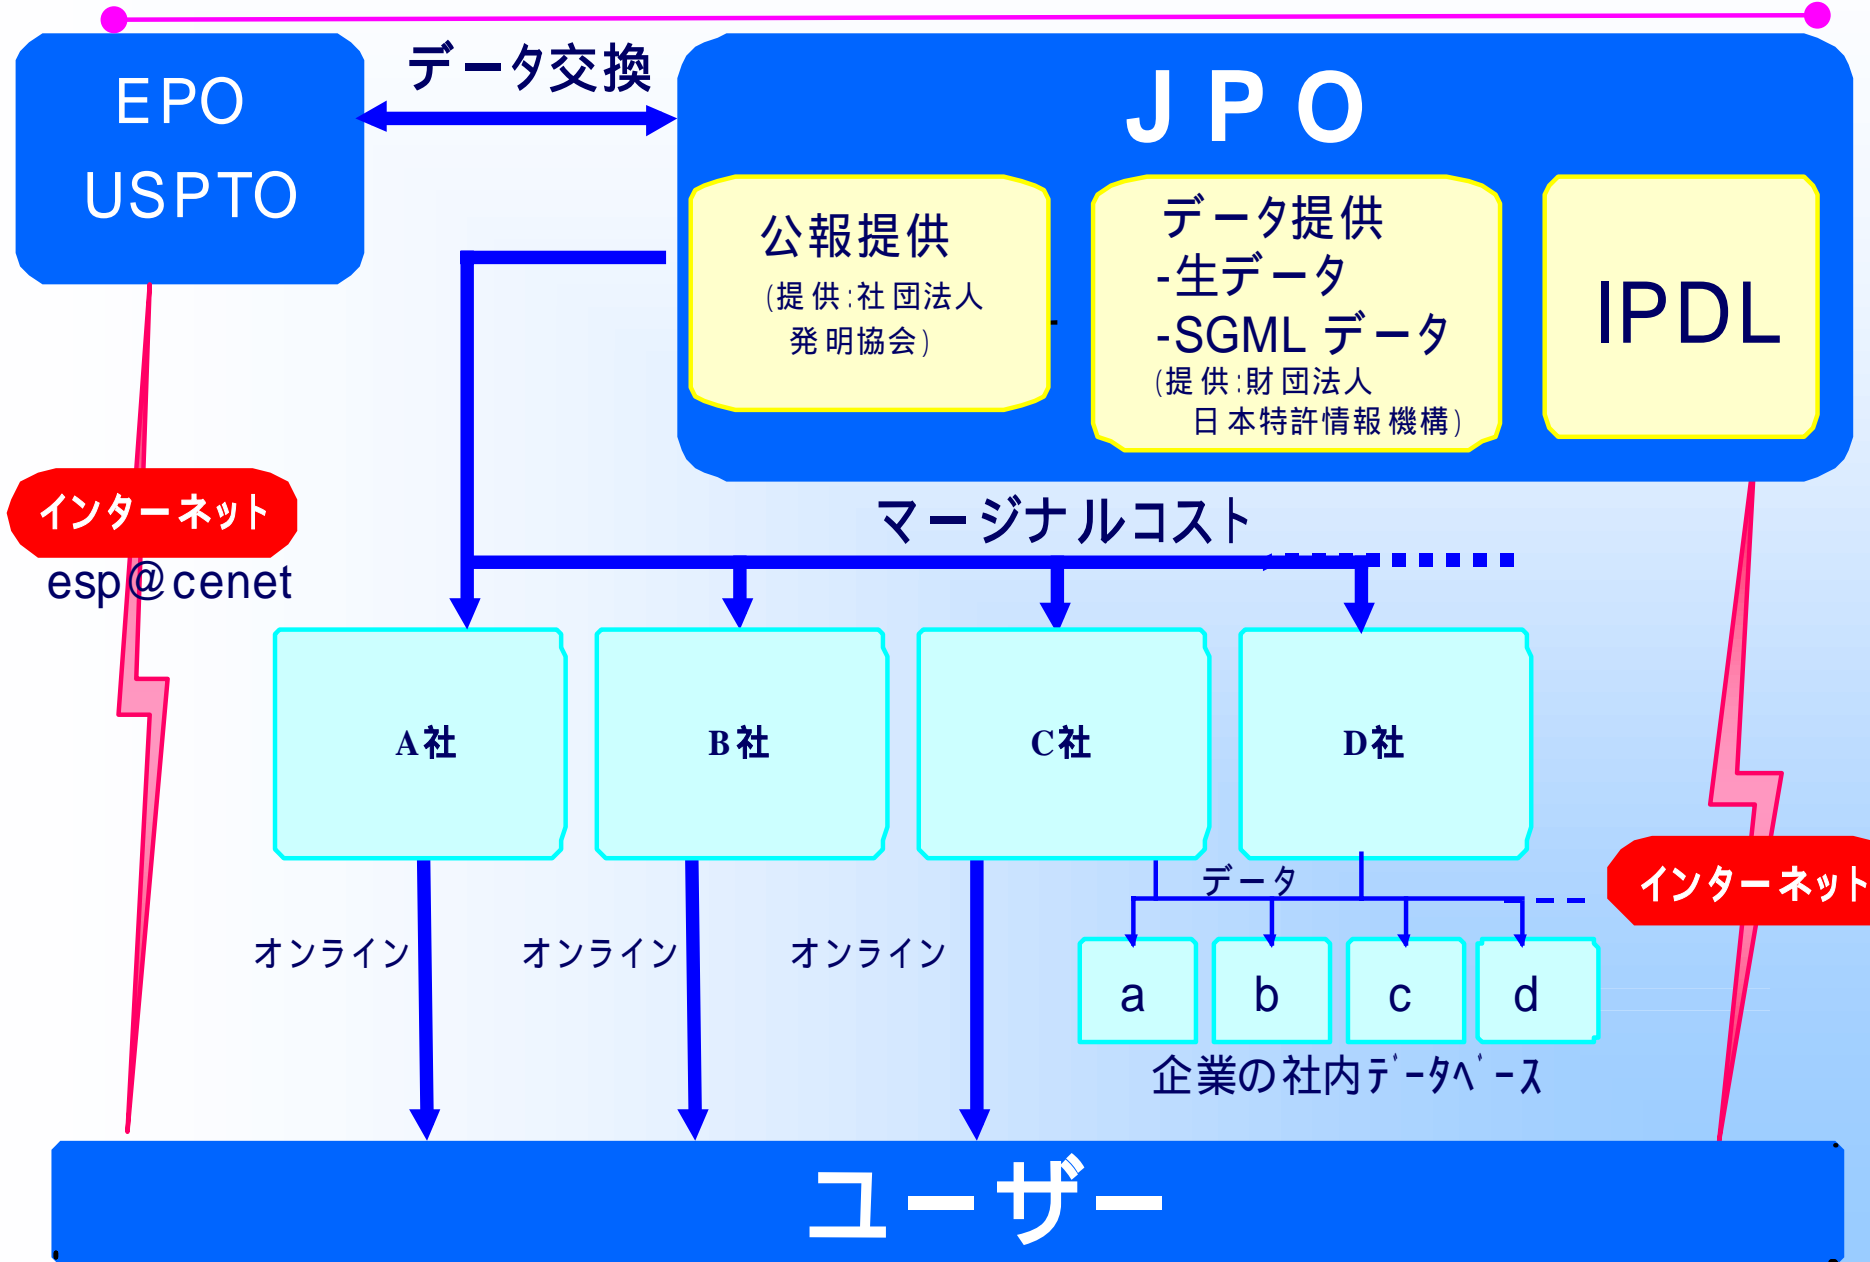 EPO
USPTO
データ交換
JPO
公報提供
(提供:社団法人
発明協会)
データ提供
-生データ
-SGML データ
(提供:財団法人
日本特許情報機構)
IPDL
インターネット
esp@cenet
マージナルコスト
A社
B社
C社
D社
データ
インターネット
オンライン
オンライン
オンライン
a
b
c
d
企業の社内ﾃﾞｰﾀﾍﾞｰｽ
ユーザー